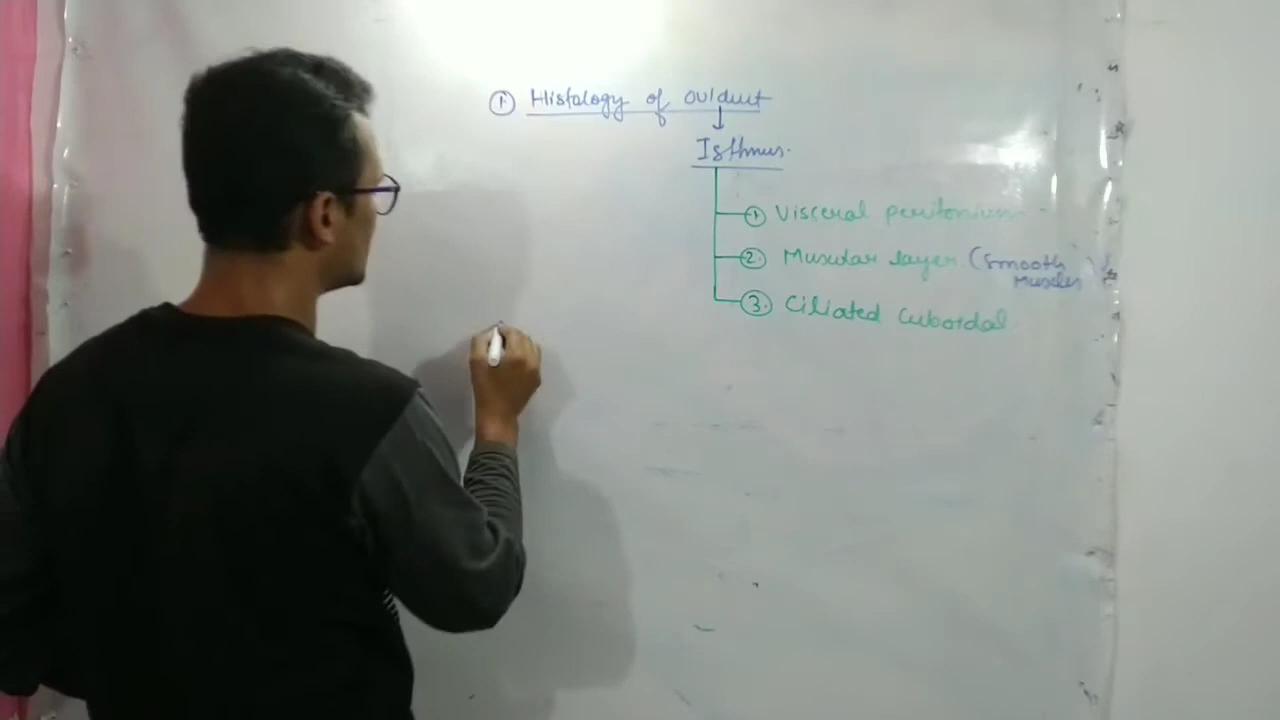 ① Histology of oviduct
↓
Isthmus.
① Visceral peritonium -
② Muscular layer (Smooth Muscles)
③ Ciliated Cuboidal